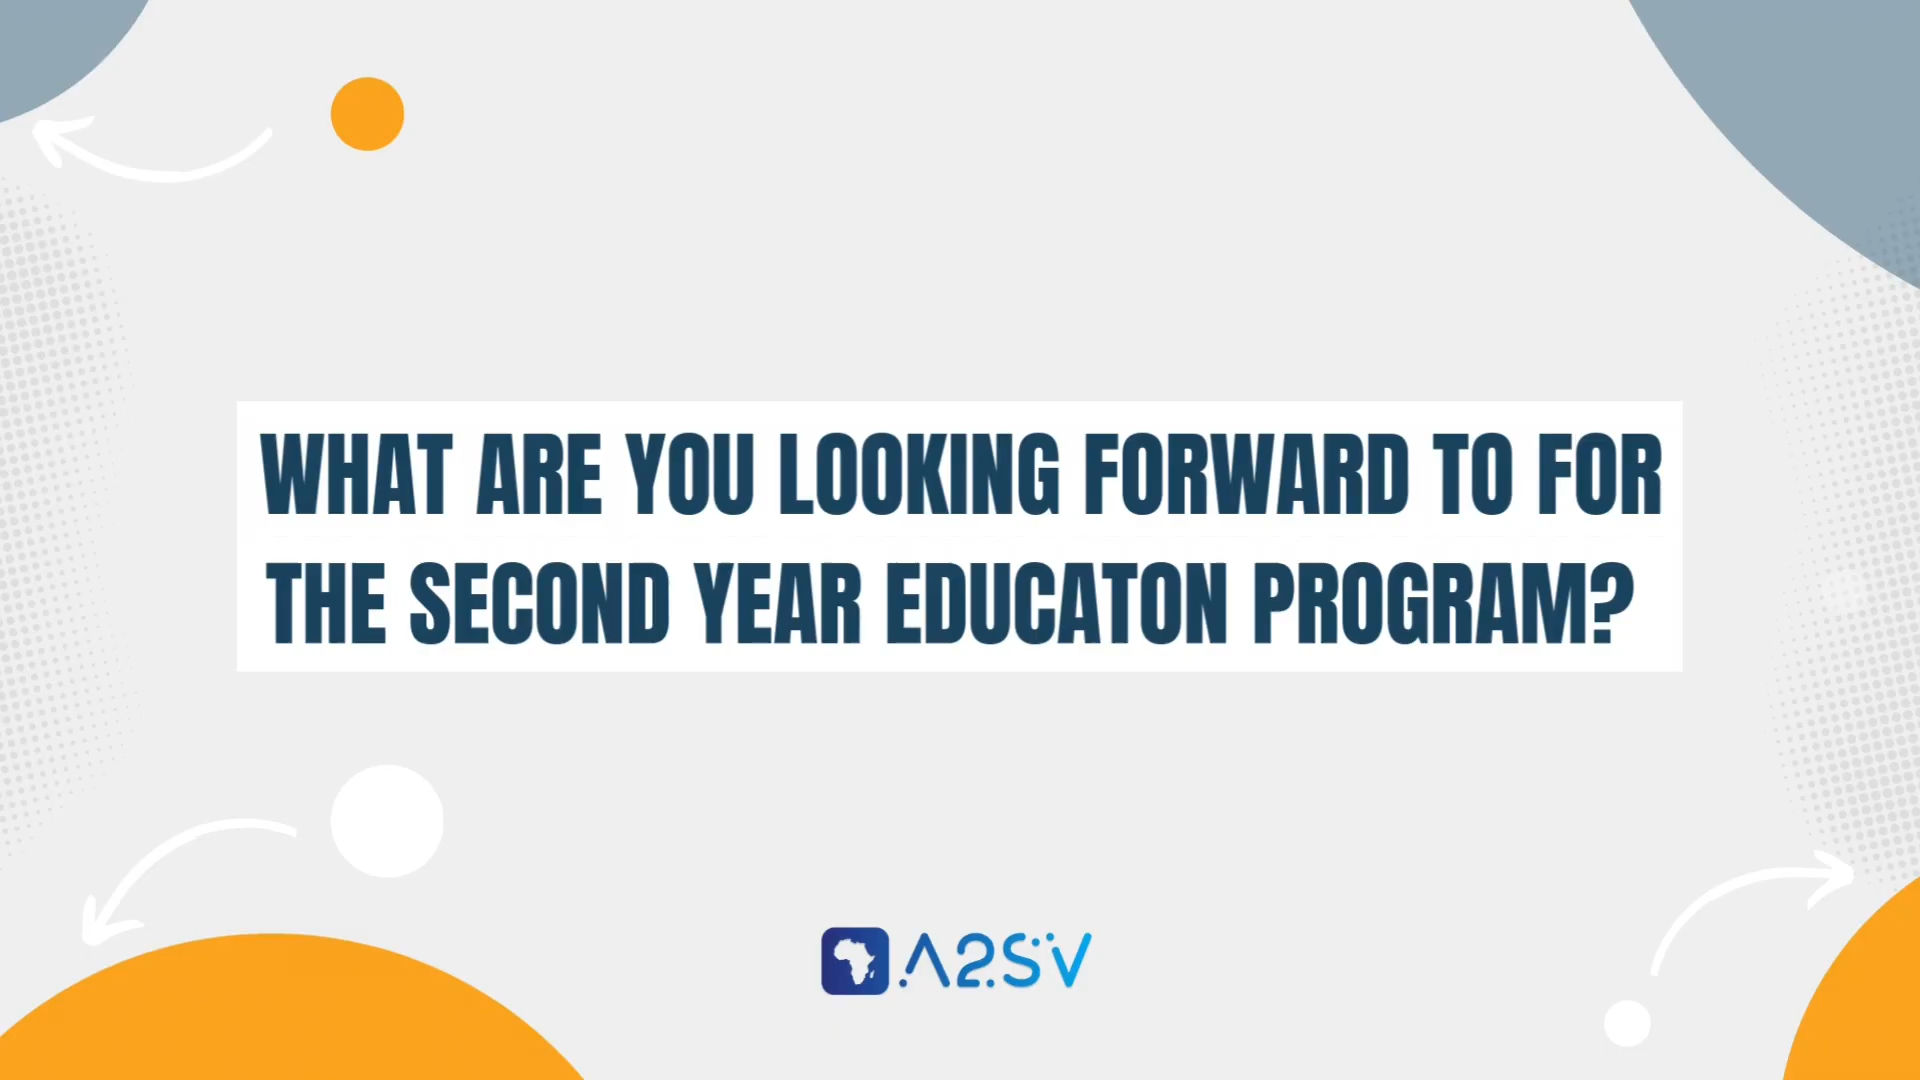 WHAT ARE YOU LOOKING FORWARD TO FOR
THE SECOND YEAR EDUCATON PROGRAM?
A2SV